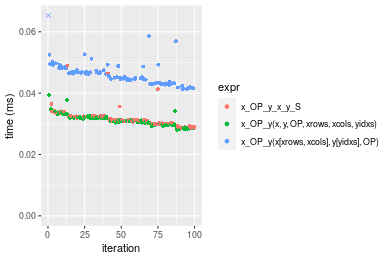 0.06
0.04
0.02
0.00
time (ms)
0
25
50
75
100
iteration
expr
x_OP_y_x_y_S
x_OP_y(x, y, OP, xrows, xcols, yidxs)
x_OP_y(x[xrows, xcols], y[yidxs], OP)